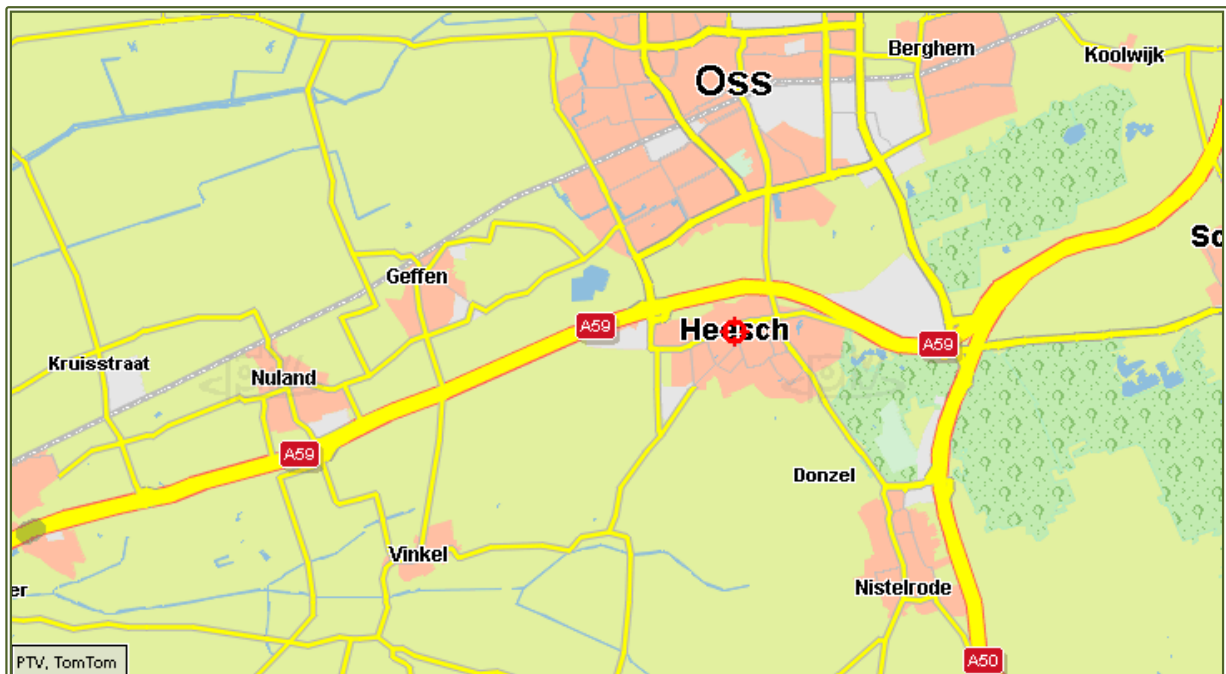 Berghem
Koolwijk
Oss
Sc
Geffen
A59
Heesch
A59
Kruisstraat
Nuland
A59
Donzel
Vinkel
er
Nistelrode
PTV, TomTom
A50